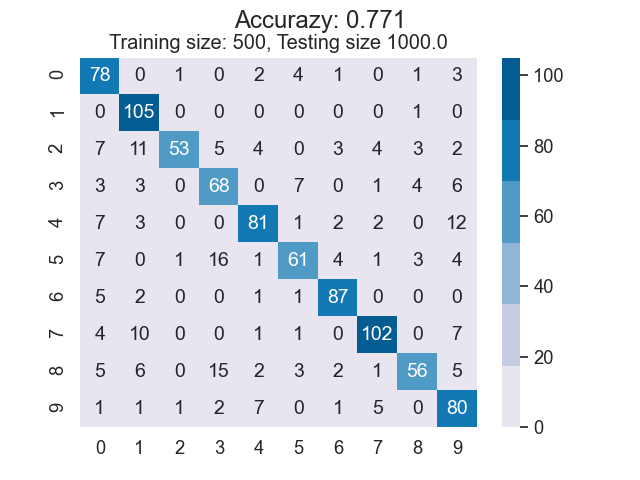 Accurazy: 0.771
Training size: 500, Testing size 1000.0
0 78 0 1 0 2 4 1 0 1 3
1 0 105 0 0 0 0 0 0 1 0
2 7 11 53 5 4 0 3 4 3 2
3 3 3 0 68 0 7 0 1 4 6
4 7 3 0 0 81 1 2 2 0 12
5 7 0 1 16 1 61 4 1 3 4
6 5 2 0 0 1 1 87 0 0 0
7 4 10 0 0 1 1 0 102 0 7
8 5 6 0 15 2 3 2 1 56 5
9 1 1 1 2 7 0 1 5 0 80
0 1 2 3 4 5 6 7 8 9
100
80
60
40
20
0